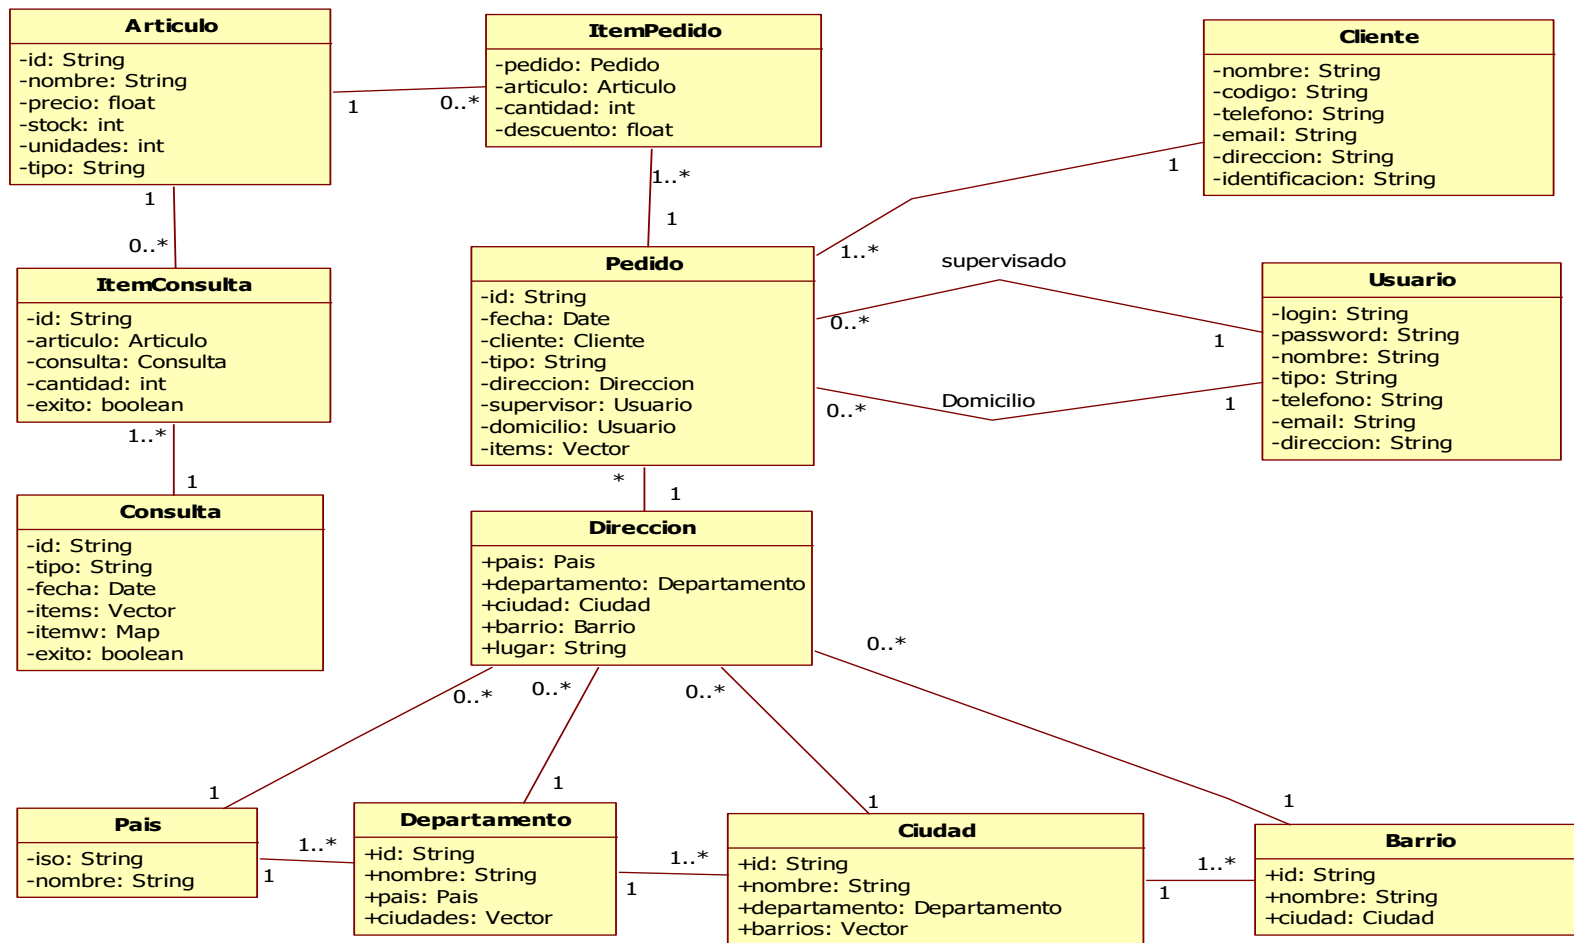 Articulo
-id: String
-nombre: String
-precio: float
-stock: int
-unidades: int
-tipo: String
1
0..*
ItemPedido
-pedido: Pedido
-articulo: Articulo
-cantidad: int
-descuento: float
Cliente
-nombre: String
-codigo: String
-telefono: String
-email: String
-direccion: String
-identificacion: String
1
0..*
1..*
1
1
1..*
ItemConsulta
-id: String
-articulo: Articulo
-consulta: Consulta
-cantidad: int
-exito: boolean
Pedido
-id: String
-fecha: Date
-cliente: Cliente
-tipo: String
-direccion: Direccion
-supervisor: Usuario
-domicilio: Usuario
-items: Vector
supervisado
0..*
1
Domicilio
0..*
1
Usuario
-login: String
-password: String
-nombre: String
-tipo: String
-telefono: String
-email: String
-direccion: String
1..*
1
*
1
Consulta
-id: String
-tipo: String
-fecha: Date
-items: Vector
-itemw: Map
-exito: boolean
Direccion
+pais: Pais
+departamento: Departamento
+ciudad: Ciudad
+barrio: Barrio
+lugar: String
0..*
0..*
0..*
0..*
1
1
1
1
Pais
-iso: String
-nombre: String
1
1..*
Departamento
+id: String
+nombre: String
+pais: Pais
+ciudades: Vector
1
1..*
Ciudad
+id: String
+nombre: String
+departamento: Departamento
+barrios: Vector
1
1..*
Barrio
+id: String
+nombre: String
+ciudad: Ciudad